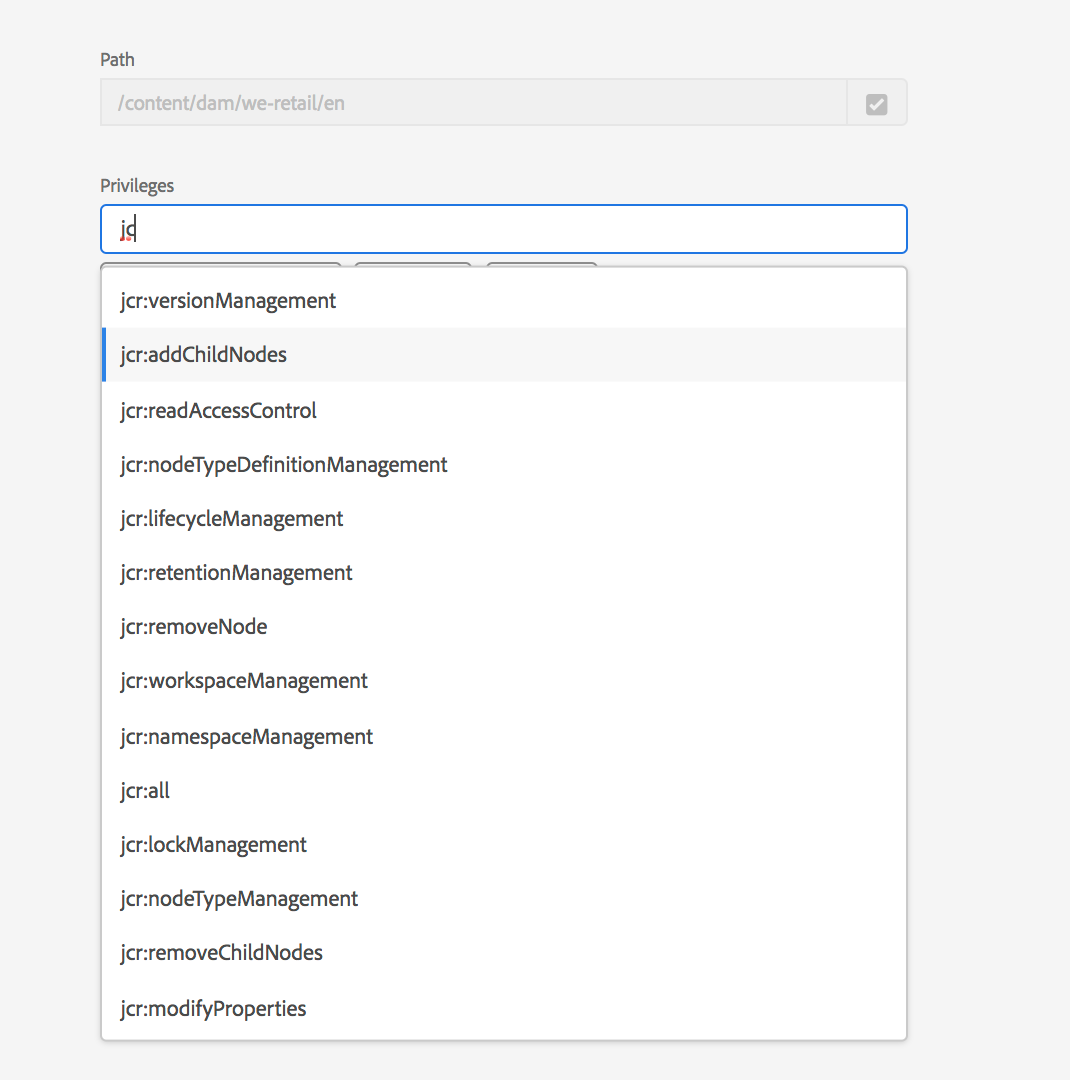 Path
/content/dam/we-retail/en
Privileges
jc
jcr:versionManagement
jcr:addChildNodes
jcr:readAccessControl
jcr:nodeTypeDefinitionManagement
jcr:lifecycleManagement
jcr:retentionManagement
jcr:removeNode
jcr:workspaceManagement
jcr:namespaceManagement
jcr:all
jcr:lockManagement
jcr:nodeTypeManagement
jcr:removeChildNodes
jcr:modifyProperties